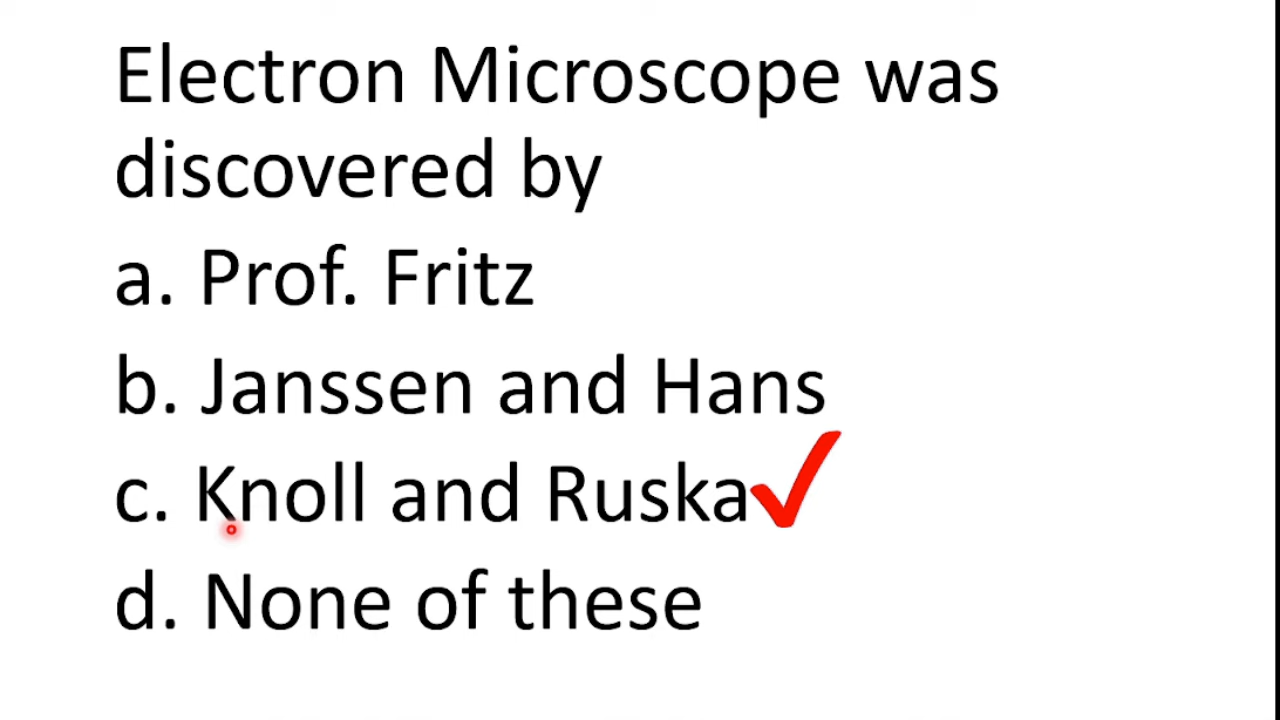 Electron Microscope was
discovered by
a. Prof. Fritz
b. Janssen and Hans
c. Knoll and Ruska
d. None of these